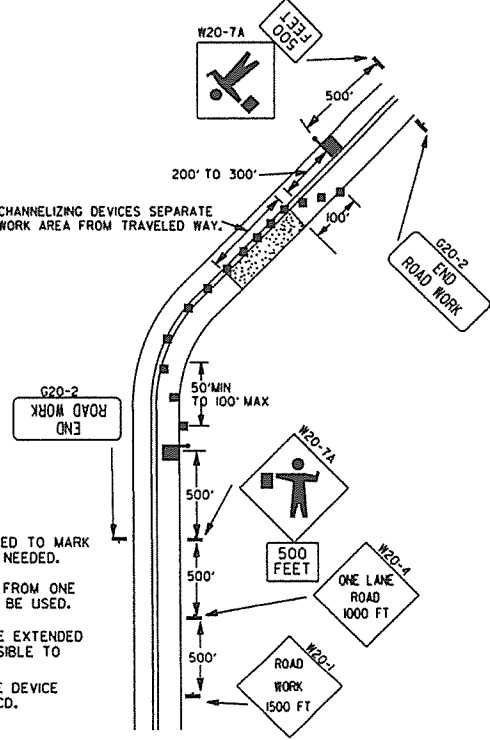 W20-7A
500
FEET
500'
200' TO 300'
CHANNELIZING DEVICES SEPARATE
WORK AREA FROM TRAVELED WAY.
100'
G20-2
END
ROAD WORK
G20-2
END
ROAD WORK
50'MIN
TO 100' MAX
W20-7A
500'
500
FEET
500'
W20-4
ONE LANE
ROAD
1000 FT
500'
W20-1
ROAD
WORK
1500 FT
ED TO MARK
NEEDED.
FROM ONE
BE USED.
E EXTENDED
SIBLE TO
E DEVICE
CD.